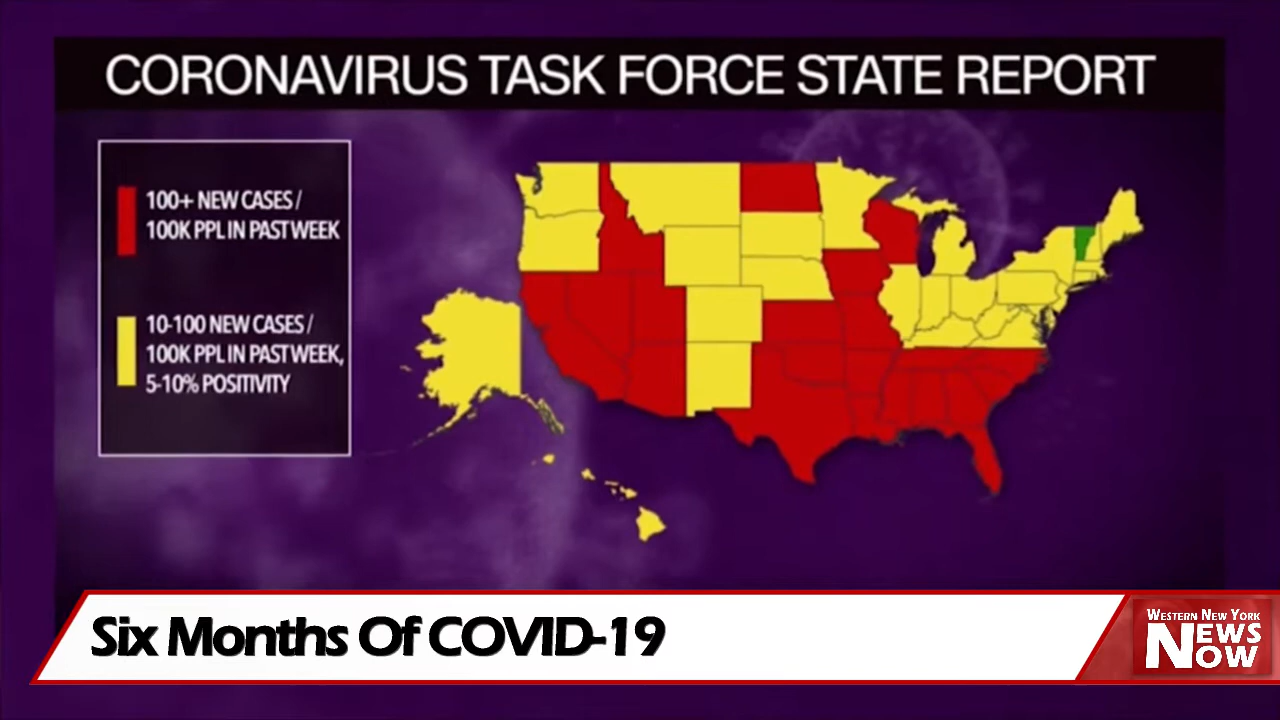 CORONAVIRUS TASK FORCE STATE REPORT
100+ NEW CASES /
100K PPL IN PAST WEEK
10-100 NEW CASES /
100K PPL IN PAST WEEK,
5-10% POSITIVITY
Six Months Of COVID-19
WESTERN NEW YORK
NEWS
NOW